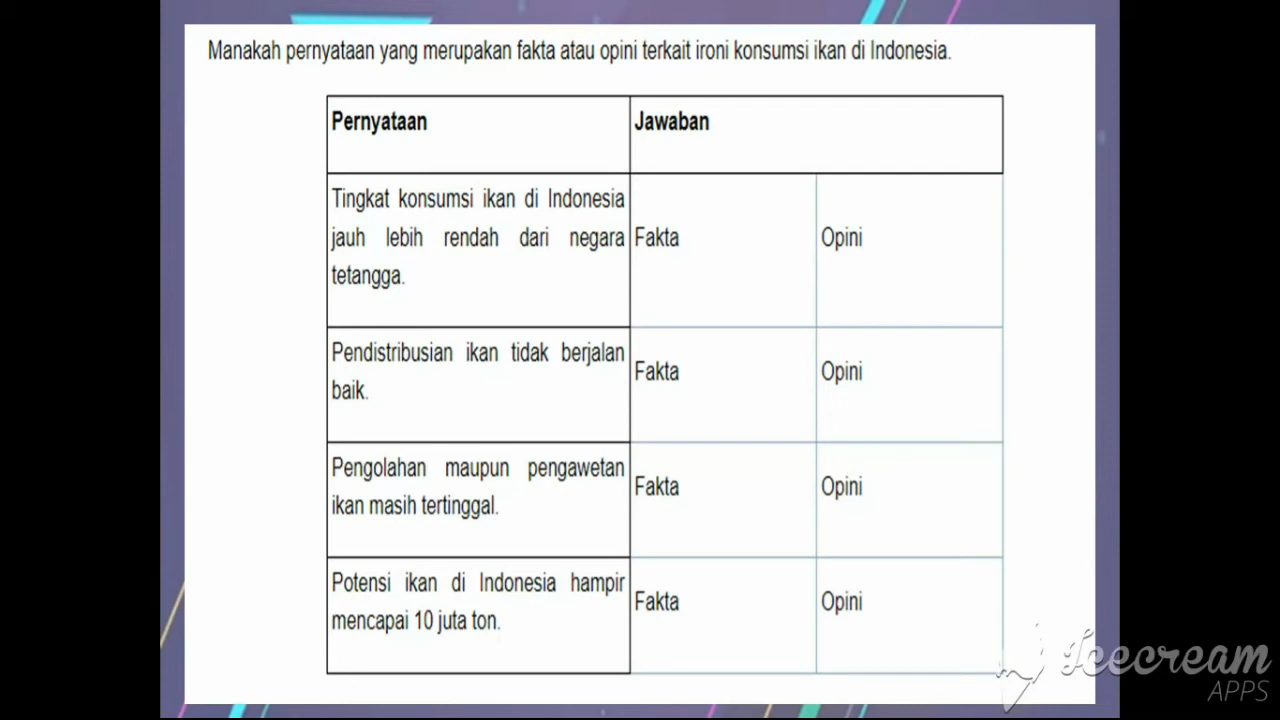 Manakah pernyataan yang merupakan fakta atau opini terkait ironi konsumsi ikan di Indonesia.
Pernyataan Jawaban
Tingkat konsumsi ikan di Indonesia
jauh lebih rendah dari negara
tetangga.
Fakta Opini
Pendistribusian ikan tidak berjalan
baik.
Fakta Opini
Pengolahan maupun pengawetan
ikan masih tertinggal.
Fakta Opini
Potensi ikan di Indonesia hampir
mencapai 10 juta ton.
Fakta Opini
Icecream
APPS